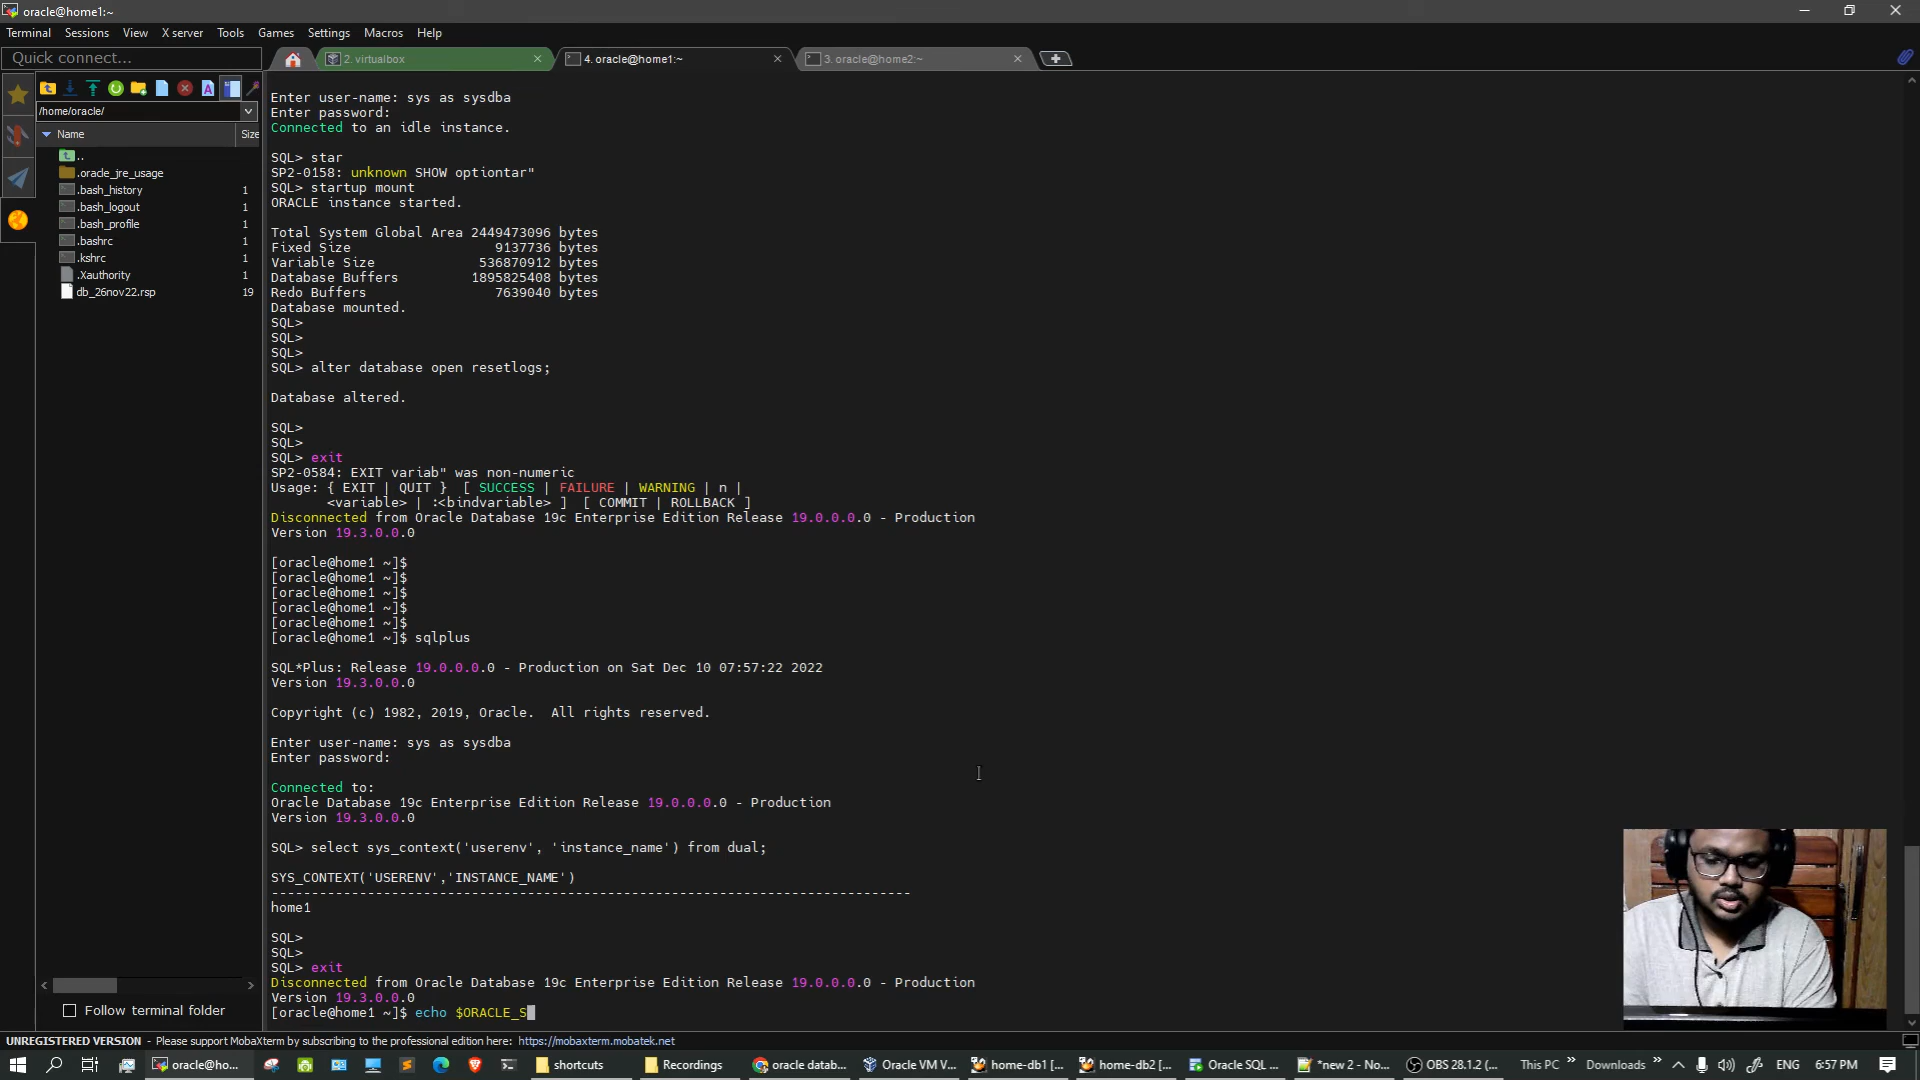 oracle@home1:~
Terminal Sessions View X server Tools Games Settings Macros Help
Quick connect...
2. virtualbox
4. oracle@home1:~
3. oracle@home2:~
/home/oracle/
Name Size
..
.oracle_jre_usage
.bash_history 1
.bash_logout 1
.bash_profile 1
.bashrc 1
.kshrc 1
.Xauthority 1
db_26nov22.rsp 19
Follow terminal folder
Enter user-name: sys as sysdba
Enter password:
Connected to an idle instance.
SQL> star
SP2-0158: unknown SHOW optiontar"
SQL> startup mount
ORACLE instance started.
Total System Global Area 2449473096 bytes
Fixed Size 9137736 bytes
Variable Size 536870912 bytes
Database Buffers 1895825408 bytes
Redo Buffers 7639040 bytes
Database mounted.
SQL>
SQL>
SQL>
SQL> alter database open resetlogs;
Database altered.
SQL>
SQL>
SQL> exit
SP2-0584: EXIT variab" was non-numeric
Usage: { EXIT | QUIT } [ SUCCESS | FAILURE | WARNING | n |
<variable> | :<bindvariable> ] [ COMMIT | ROLLBACK ]
Disconnected from Oracle Database 19c Enterprise Edition Release 19.0.0.0.0 - Production
Version 19.3.0.0.0
[oracle@home1 ~]$
[oracle@home1 ~]$
[oracle@home1 ~]$
[oracle@home1 ~]$
[oracle@home1 ~]$
[oracle@home1 ~]$ sqlplus
SQL*Plus: Release 19.0.0.0.0 - Production on Sat Dec 10 07:57:22 2022
Version 19.3.0.0.0
Copyright (c) 1982, 2019, Oracle. All rights reserved.
Enter user-name: sys as sysdba
Enter password:
Connected to:
Oracle Database 19c Enterprise Edition Release 19.0.0.0.0 - Production
Version 19.3.0.0.0
SQL> select sys_context('userenv', 'instance_name') from dual;
SYS_CONTEXT('USERENV','INSTANCE_NAME')
--------------------------------------------------------------------------------
home1
SQL>
SQL>
SQL> exit
Disconnected from Oracle Database 19c Enterprise Edition Release 19.0.0.0.0 - Production
Version 19.3.0.0.0
[oracle@home1 ~]$ echo $ORACLE_S
UNREGISTERED VERSION - Please support MobaXterm by subscribing to the professional edition here: https://mobaxterm.mobatek.net
oracle@ho... shortcuts Recordings oracle datab... Oracle VM V... home-db1 [... home-db2 [... Oracle SQL ... *new 2 - No... OBS 28.1.2 (... This PC » Downloads » ENG 6:57 PM